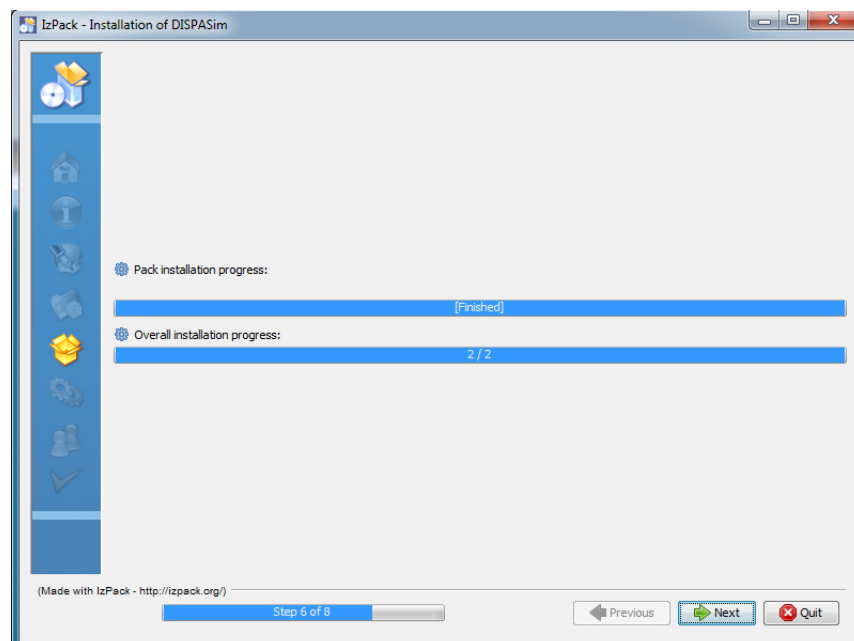 IzPack - Installation of DISPASim
Pack installation progress:
[Finished]
Overall installation progress:
2 / 2
(Made with IzPack - http://izpack.org/)
Step 6 of 8
Previous
Next
Quit